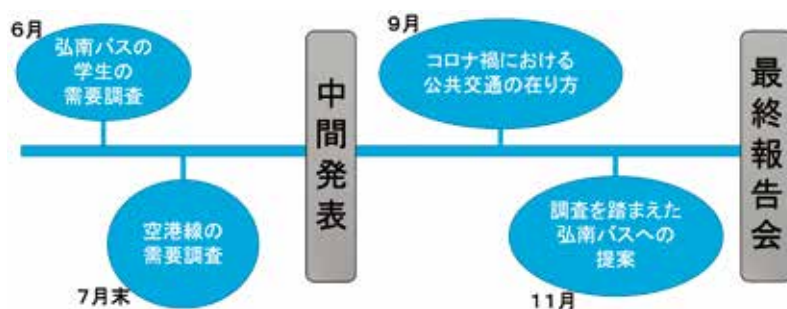 6月
弘南バスの
学生の
需要調査
空港線の
需要調査
7月末
中間発表
9月
コロナ禍における
公共交通の在り方
調査を踏まえた
弘南バスへの
提案
11月
最終報告会